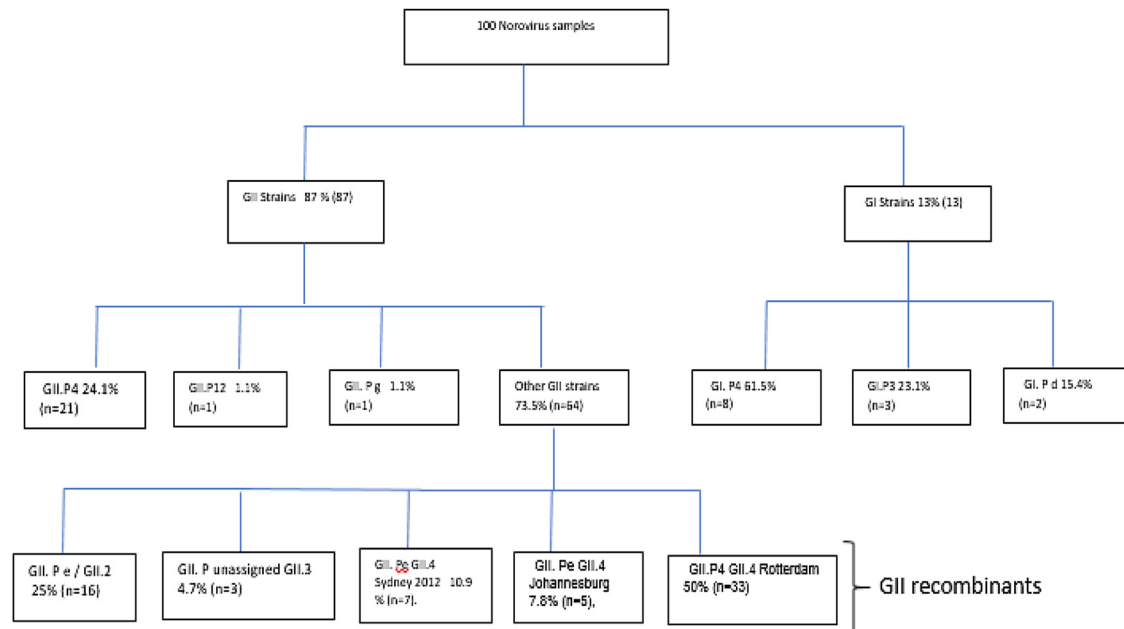 100 Norovirus samples
GII Strains 87 % (87)
GI Strains 13% (13)
GII.P4 24.1%
(n=21)
GII.P12 1.1%
(n=1)
GII. P g 1.1%
(n=1)
Other GII strains
73.5% (n=64)
GI. P4 61.5%
(n=8)
GI.P3 23.1%
(n=3)
GI. P d 15.4%
(n=2)
GII. P e / GII.2
25% (n=16)
GII. P unassigned GII.3
4.7% (n=3)
GII. Pe GII.4
Sydney 2012 10.9
% (n=7).
GII. Pe GII.4
Johannesburg
7.8% (n=5),
GII.P4 GII.4 Rotterdam
50% (n=33)
GII recombinants